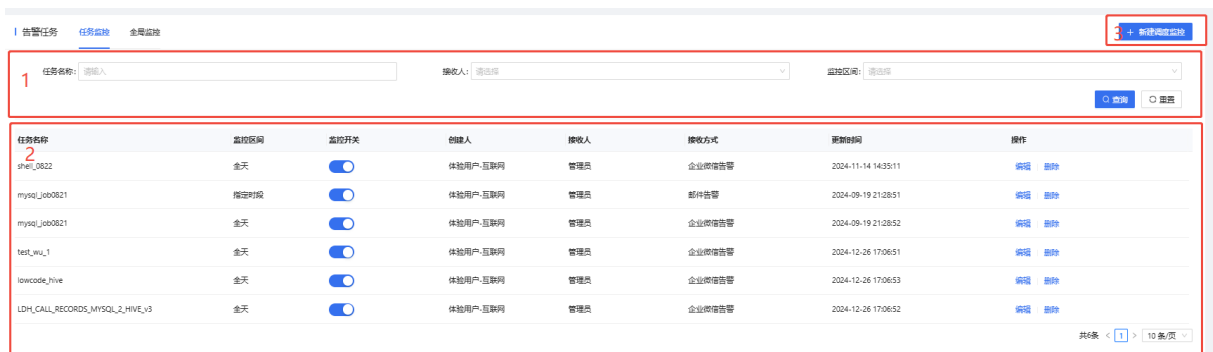 告警任务 任务监控 全局监控 3 + 新建调度监控
1 任务名称: 请输入 接收人: 请选择 监控区间: 请选择
查询 重置
任务名称 监控区间 监控开关 创建人 接收人 接收方式 更新时间 操作
2
shell_0822 全天 体验用户-互联网 管理员 企业微信告警 2024-11-14 14:35:11 编辑 删除
mysql_job0821 指定时段 体验用户-互联网 管理员 邮件告警 2024-09-19 21:28:51 编辑 删除
mysql_job0821 全天 体验用户-互联网 管理员 企业微信告警 2024-09-19 21:28:52 编辑 删除
test_wu_1 全天 体验用户-互联网 管理员 企业微信告警 2024-12-26 17:06:51 编辑 删除
lowcode_hive 全天 体验用户-互联网 管理员 企业微信告警 2024-12-26 17:06:53 编辑 删除
LDH_CALL_RECORDS_MYSQL_2_HIVE_v3 全天 体验用户-互联网 管理员 企业微信告警 2024-12-26 17:06:52 编辑 删除
共6条 < 1 > 10 条/页